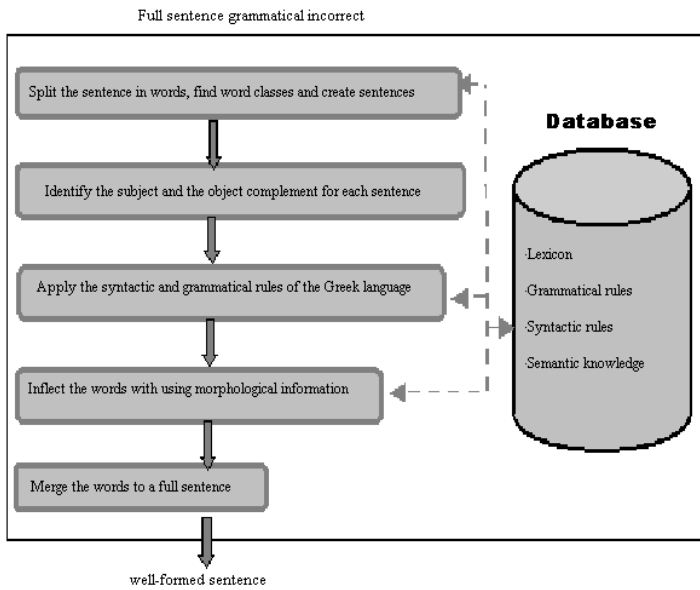 Full sentence grammatical incorrect
Split the sentence in words, find word classes and create sentences
Identify the subject and the object complement for each sentence
Apply the syntactic and grammatical rules of the Greek language
Inflect the words with using morphological information
Merge the words to a full sentence
well-formed sentence
Database
·Lexicon
·Grammatical rules
·Syntactic rules
·Semantic knowledge